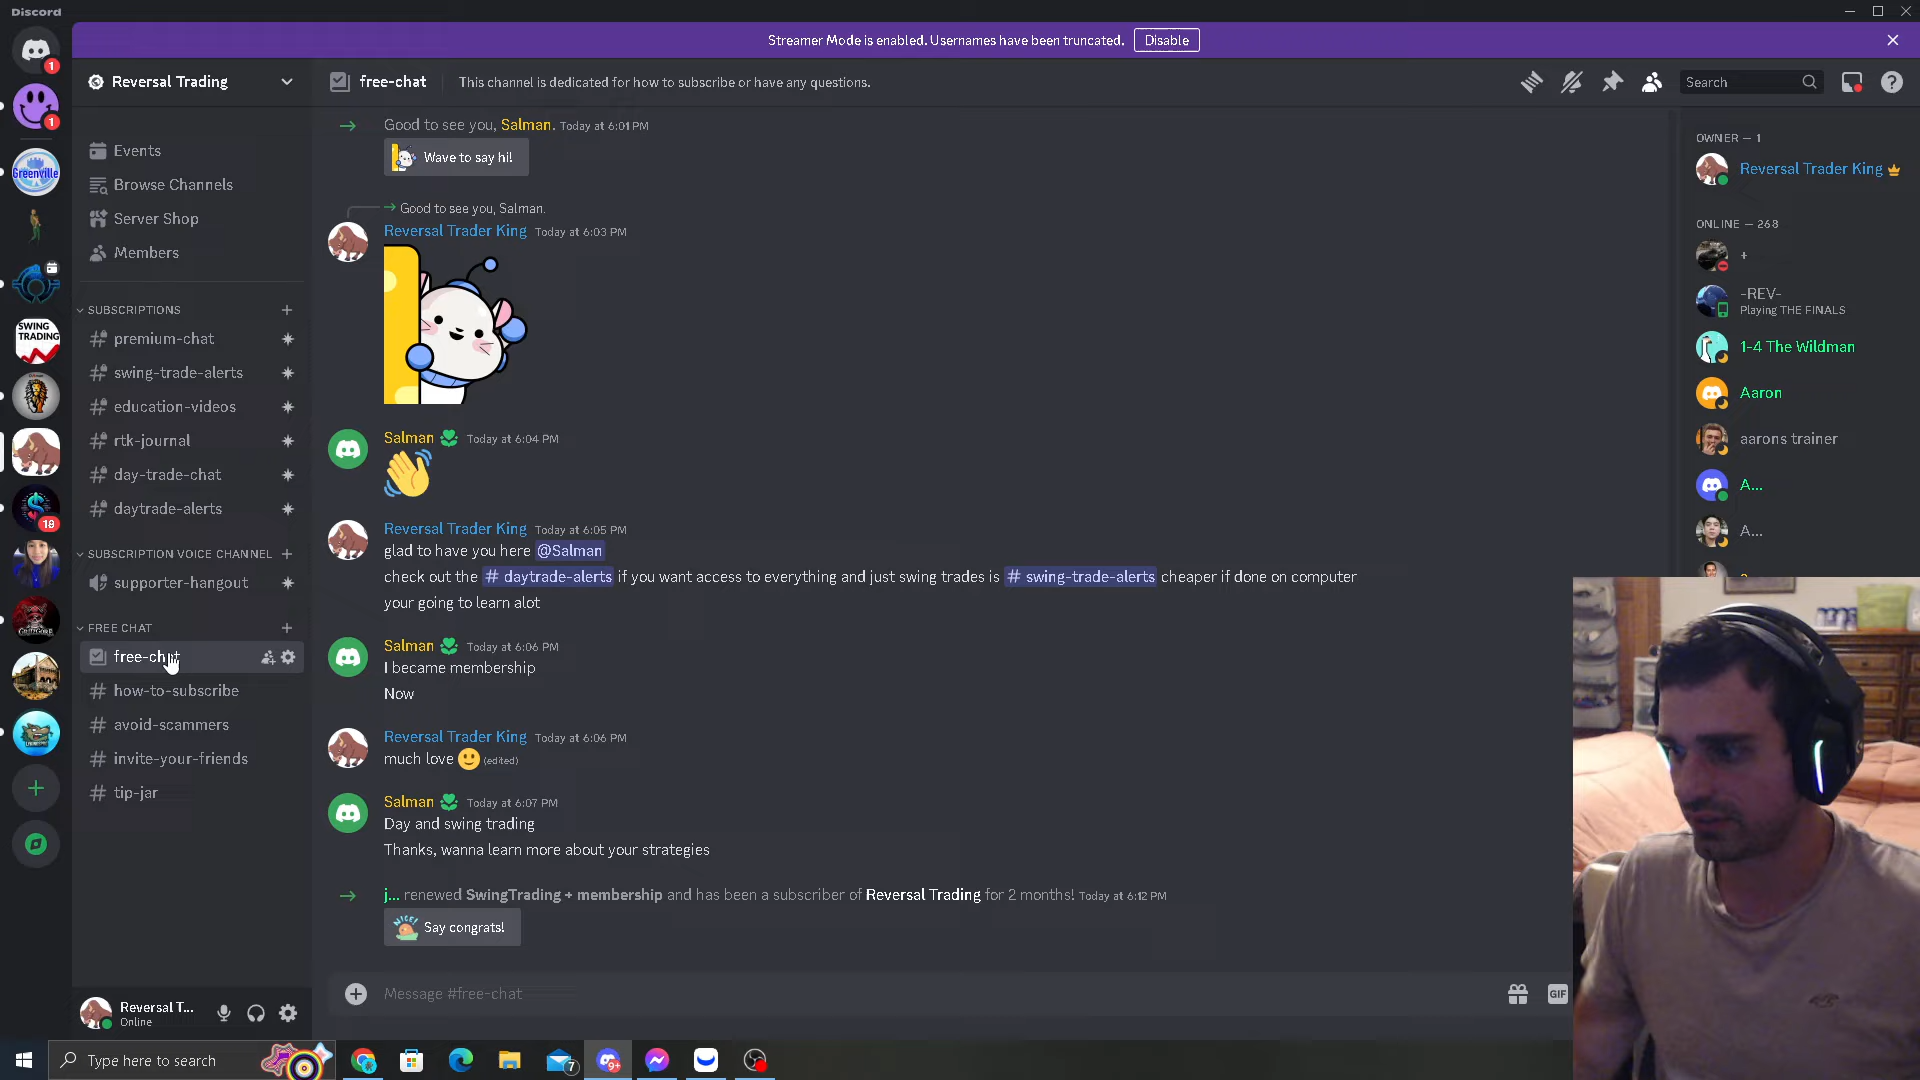 Discord
Streamer Mode is enabled. Usernames have been truncated. Disable
1
1
Greenville
SWING
TRADING
19
Reversal Trading
free-chat
This channel is dedicated for how to subscribe or have any questions.
Search
Events
Browse Channels
Server Shop
Members
SUBSCRIPTIONS
premium-chat
swing-trade-alerts
education-videos
rtk-journal
day-trade-chat
daytrade-alerts
SUBSCRIPTION VOICE CHANNEL
supporter-hangout
FREE CHAT
free-chat
how-to-subscribe
avoid-scammers
invite-your-friends
tip-jar
Reversal T...
Online
Good to see you, Salman. Today at 6:01 PM
Wave to say hi!
Good to see you, Salman.
Reversal Trader King Today at 6:03 PM
Salman Today at 6:04 PM
Reversal Trader King Today at 6:05 PM
glad to have you here @Salman
check out the # daytrade-alerts if you want access to everything and just swing trades is # swing-trade-alerts cheaper if done on computer
your going to learn alot
Salman Today at 6:06 PM
I became membership
Now
Reversal Trader King Today at 6:06 PM
much love (edited)
Salman Today at 6:07 PM
Day and swing trading
Thanks, wanna learn more about your strategies
j... renewed SwingTrading + membership and has been a subscriber of Reversal Trading for 2 months! Today at 6:12 PM
NICE!
Say congrats!
Message #free-chat
GIF
OWNER — 1
Reversal Trader King
ONLINE — 268
+
-REV-
Playing THE FINALS
1-4 The Wildman
Aaron
aarons trainer
A...
A...
Type here to search
7
9+